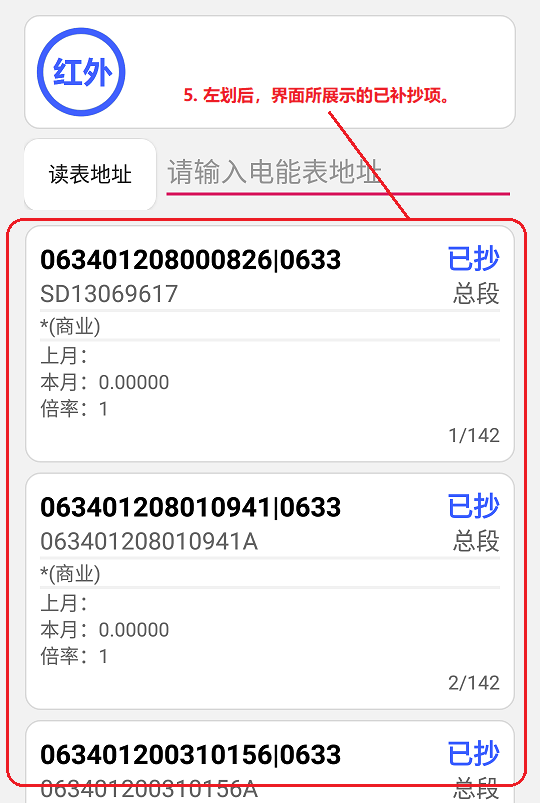 红外
5. 左划后，界面所展示的已补抄项。
读表地址 请输入电能表地址
063401208000826|0633 已抄
SD13069617 总段
*(商业)
上月：
本月：0.00000
倍率：1
1/142
063401208010941|0633 已抄
063401208010941A 总段
*(商业)
上月：
本月：0.00000
倍率：1
2/142
063401200310156|0633 已抄
063401200310156A 总段